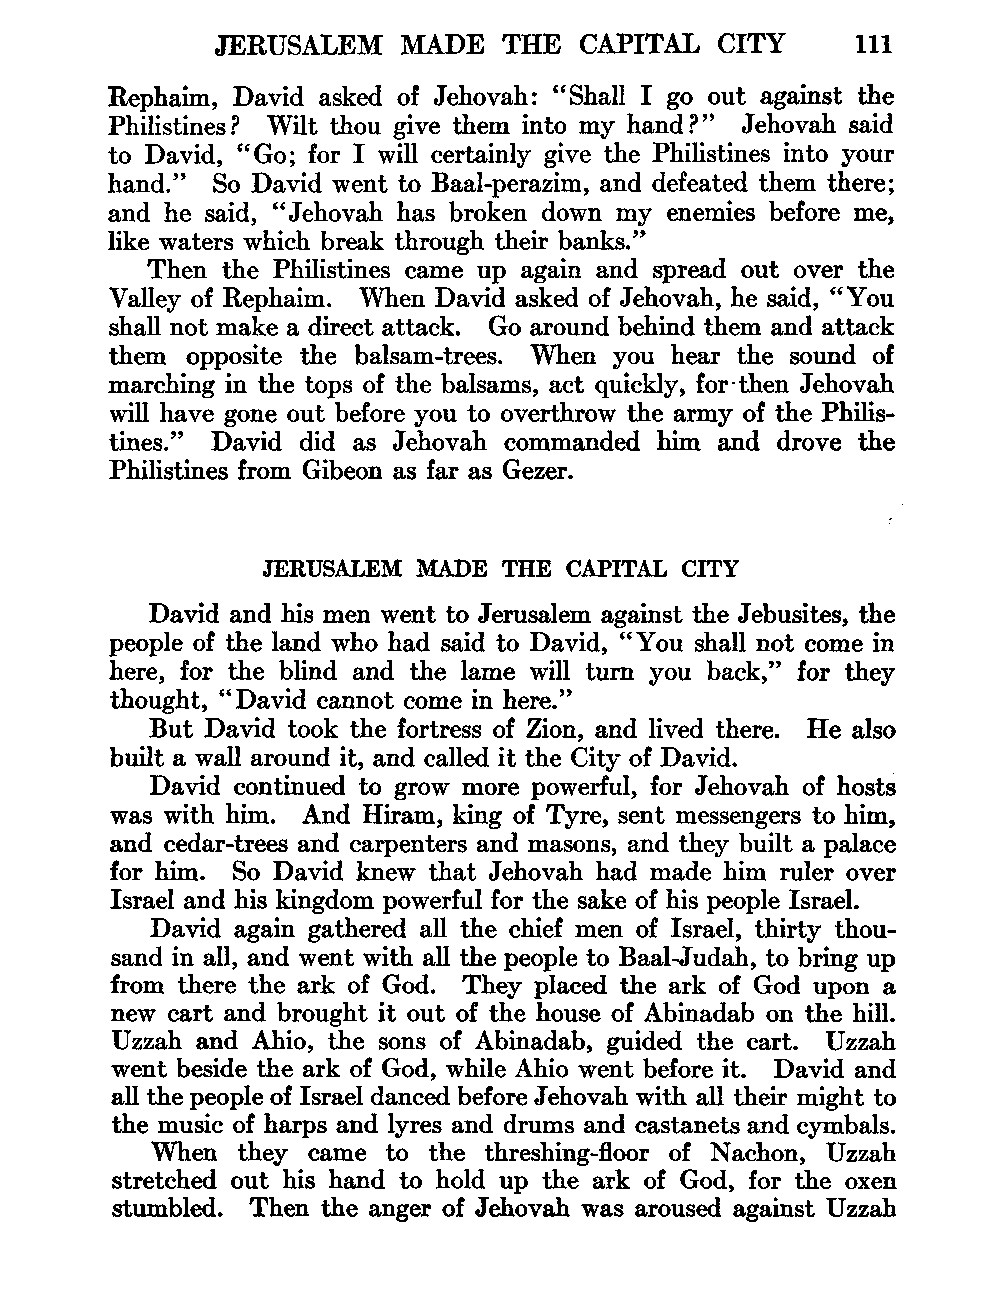 JERUSALEM MADE THE CAPITAL CITY 111
Rephaim, David asked of Jehovah: “Shall I go out against the
Philistines? Wilt thou give them into my hand?” Jehovah said
to David, “Go; for I will certainly give the Philistines into your
hand.” So David went to Baal-perazim, and defeated them there;
and he said, “Jehovah has broken down my enemies before me,
like waters which break through their banks.”
Then the Philistines came up again and spread out over the
Valley of Rephaim. When David asked of Jehovah, he said, “You
shall not make a direct attack. Go around behind them and attack
them opposite the balsam-trees. When you hear the sound of
marching in the tops of the balsams, act quickly, for then Jehovah
will have gone out before you to overthrow the army of the Philis-
tines.” David did as Jehovah commanded him and drove the
Philistines from Gibeon as far as Gezer.
JERUSALEM MADE THE CAPITAL CITY
David and his men went to Jerusalem against the Jebusites, the
people of the land who had said to David, “You shall not come in
here, for the blind and the lame will turn you back,” for they
thought, “David cannot come in here.”
But David took the fortress of Zion, and lived there. He also
built a wall around it, and called it the City of David.
David continued to grow more powerful, for Jehovah of hosts
was with him. And Hiram, king of Tyre, sent messengers to him,
and cedar-trees and carpenters and masons, and they built a palace
for him. So David knew that Jehovah had made him ruler over
Israel and his kingdom powerful for the sake of his people Israel.
David again gathered all the chief men of Israel, thirty thou-
sand in all, and went with all the people to Baal-Judah, to bring up
from there the ark of God. They placed the ark of God upon a
new cart and brought it out of the house of Abinadab on the hill.
Uzzah and Ahio, the sons of Abinadab, guided the cart. Uzzah
went beside the ark of God, while Ahio went before it. David and
all the people of Israel danced before Jehovah with all their might to
the music of harps and lyres and drums and castanets and cymbals.
When they came to the threshing-floor of Nachon, Uzzah
stretched out his hand to hold up the ark of God, for the oxen
stumbled. Then the anger of Jehovah was aroused against Uzzah